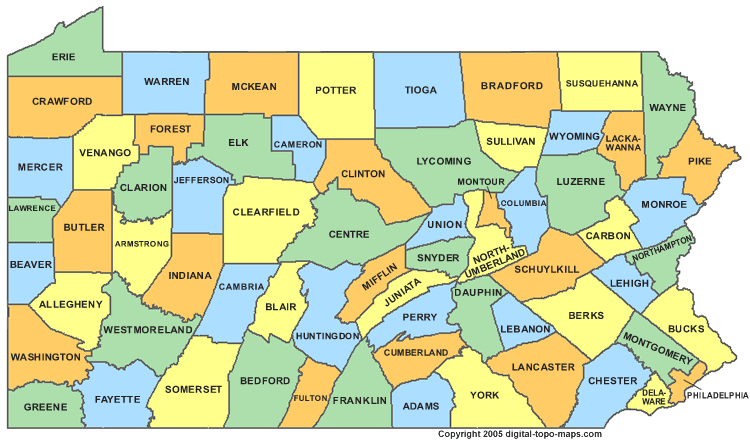 ERIE
WARREN
MCKEAN
POTTER
TIOGA
BRADFORD
SUSQUEHANNA
WAYNE
CRAWFORD
FOREST
ELK
CAMERON
SULLIVAN
WYOMING
LACKA-
WANNA
PIKE
MERCER
VENANGO
CLARION
JEFFERSON
CLINTON
LYCOMING
MONTOUR
COLUMBIA
LUZERNE
MONROE
LAWRENCE
BUTLER
ARMSTRONG
CLEARFIELD
CENTRE
UNION
SNYDER
NORTH-
UMBERLAND
CARBON
NORTHAMPTON
BEAVER
ALLEGHENY
INDIANA
CAMBRIA
BLAIR
HUNTINGDON
MIFFLIN
JUNIATA
DAUPHIN
SCHUYLKILL
LEHIGH
WESTMORELAND
PERRY
LEBANON
BERKS
BUCKS
MONTGOMERY
WASHINGTON
CUMBERLAND
LANCASTER
GREENE
FAYETTE
SOMERSET
BEDFORD
FULTON
FRANKLIN
ADAMS
YORK
CHESTER
DELA-
WARE
PHILADELPHIA
Copyright 2005 digital-topo-maps.com